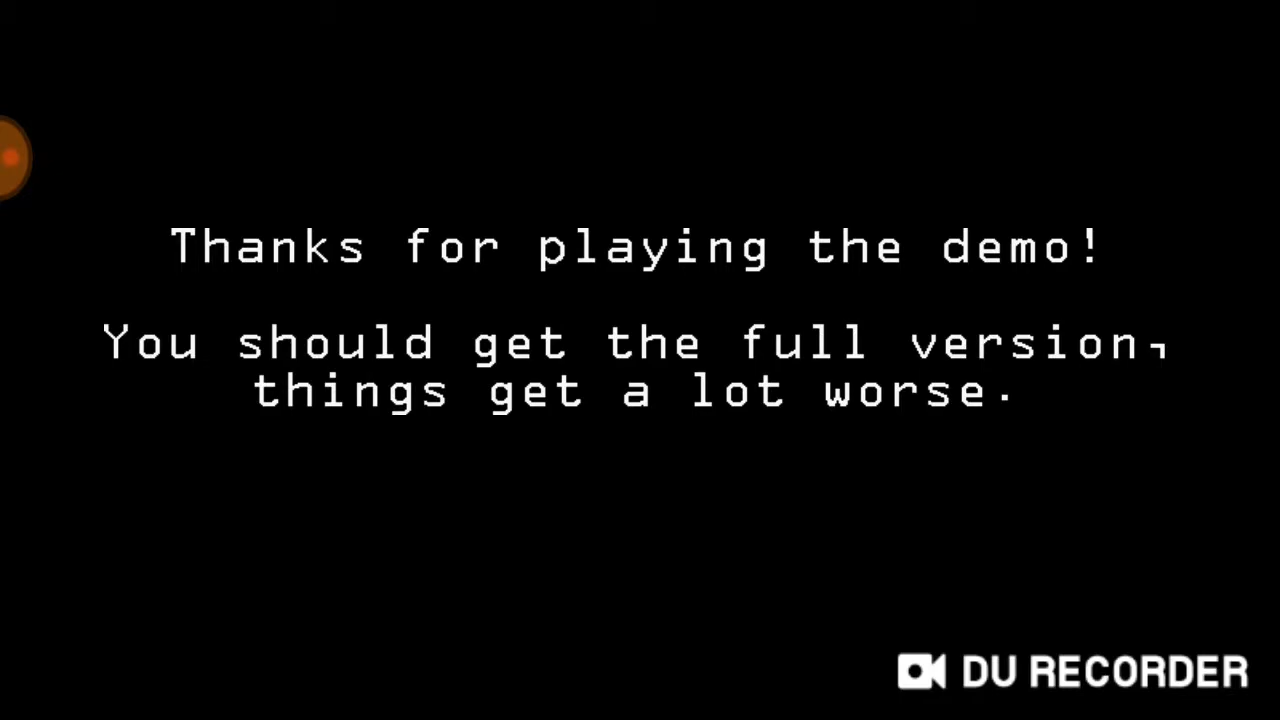 Thanks for playing the demo!
You should get the full version,
things get a lot worse.
DU RECORDER